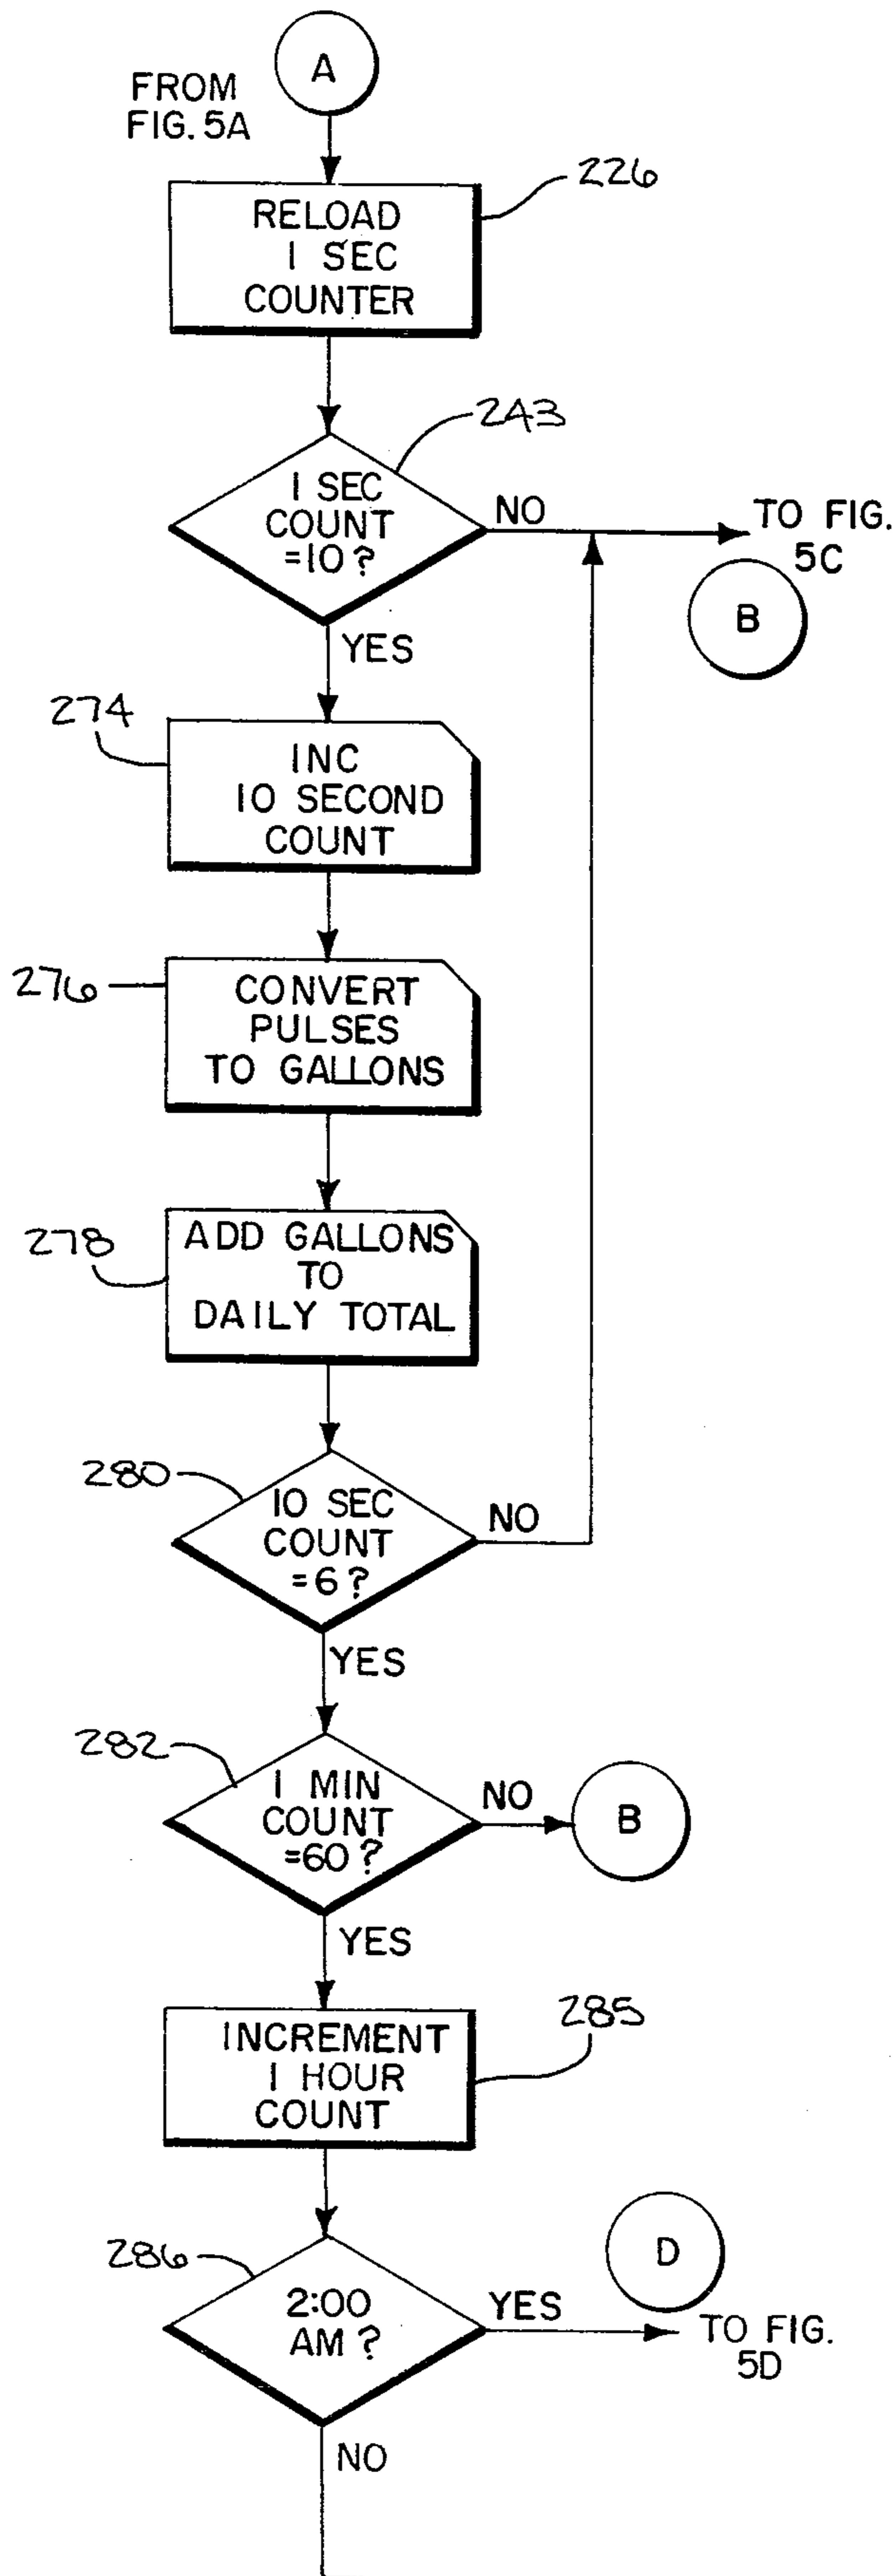 A
FROM
FIG. 5A
226
RELOAD
1 SEC
COUNTER
243
1 SEC
COUNT
=10?
NO
TO FIG.
5C
B
YES
274
INC
10 SECOND
COUNT
276
CONVERT
PULSES
TO GALLONS
278
ADD GALLONS
TO
DAILY TOTAL
280
10 SEC
COUNT
=6?
NO
YES
282
1 MIN
COUNT
=60?
NO
B
YES
285
INCREMENT
1 HOUR
COUNT
286
2:00
AM?
YES
D
TO FIG.
5D
NO